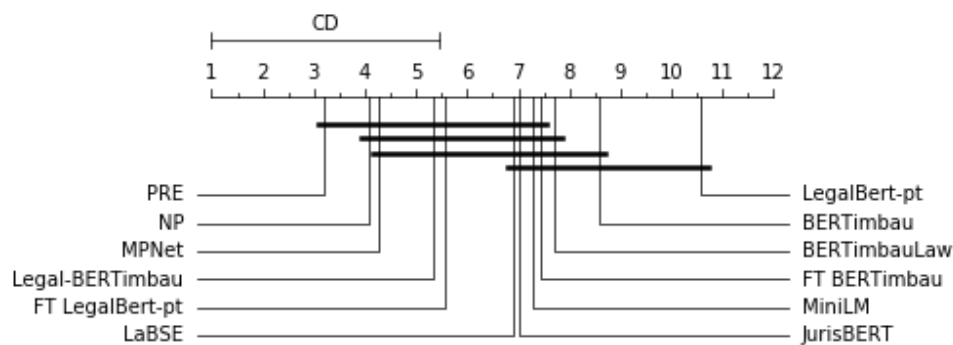 CD
1 2 3 4 5 6 7 8 9 10 11 12
PRE LegalBert-pt
NP BERTimbau
MPNet BERTimbauLaw
Legal-BERTimbau FT BERTimbau
FT LegalBert-pt MiniLM
LaBSE JurisBERT